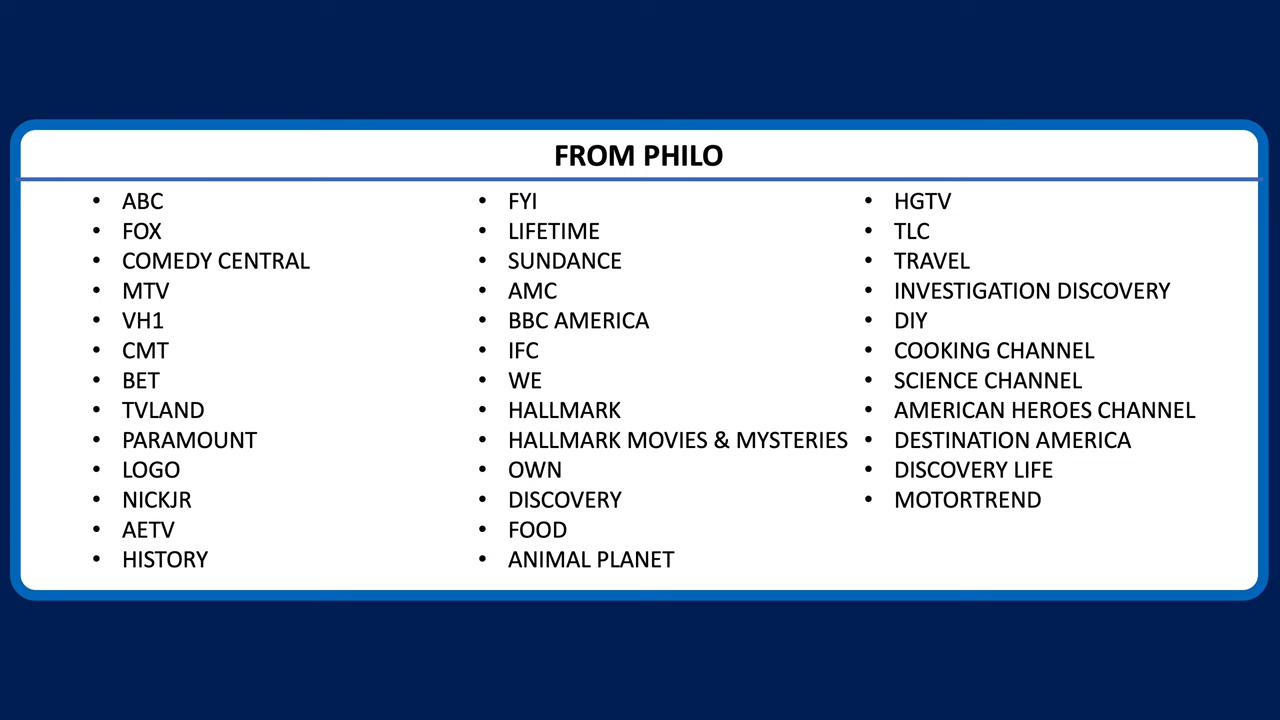 FROM PHILO
• ABC
• FOX
• COMEDY CENTRAL
• MTV
• VH1
• CMT
• BET
• TVLAND
• PARAMOUNT
• LOGO
• NICKJR
• AETV
• HISTORY
• FYI
• LIFETIME
• SUNDANCE
• AMC
• BBC AMERICA
• IFC
• WE
• HALLMARK
• HALLMARK MOVIES & MYSTERIES
• OWN
• DISCOVERY
• FOOD
• ANIMAL PLANET
• HGTV
• TLC
• TRAVEL
• INVESTIGATION DISCOVERY
• DIY
• COOKING CHANNEL
• SCIENCE CHANNEL
• AMERICAN HEROES CHANNEL
• DESTINATION AMERICA
• DISCOVERY LIFE
• MOTORTREND